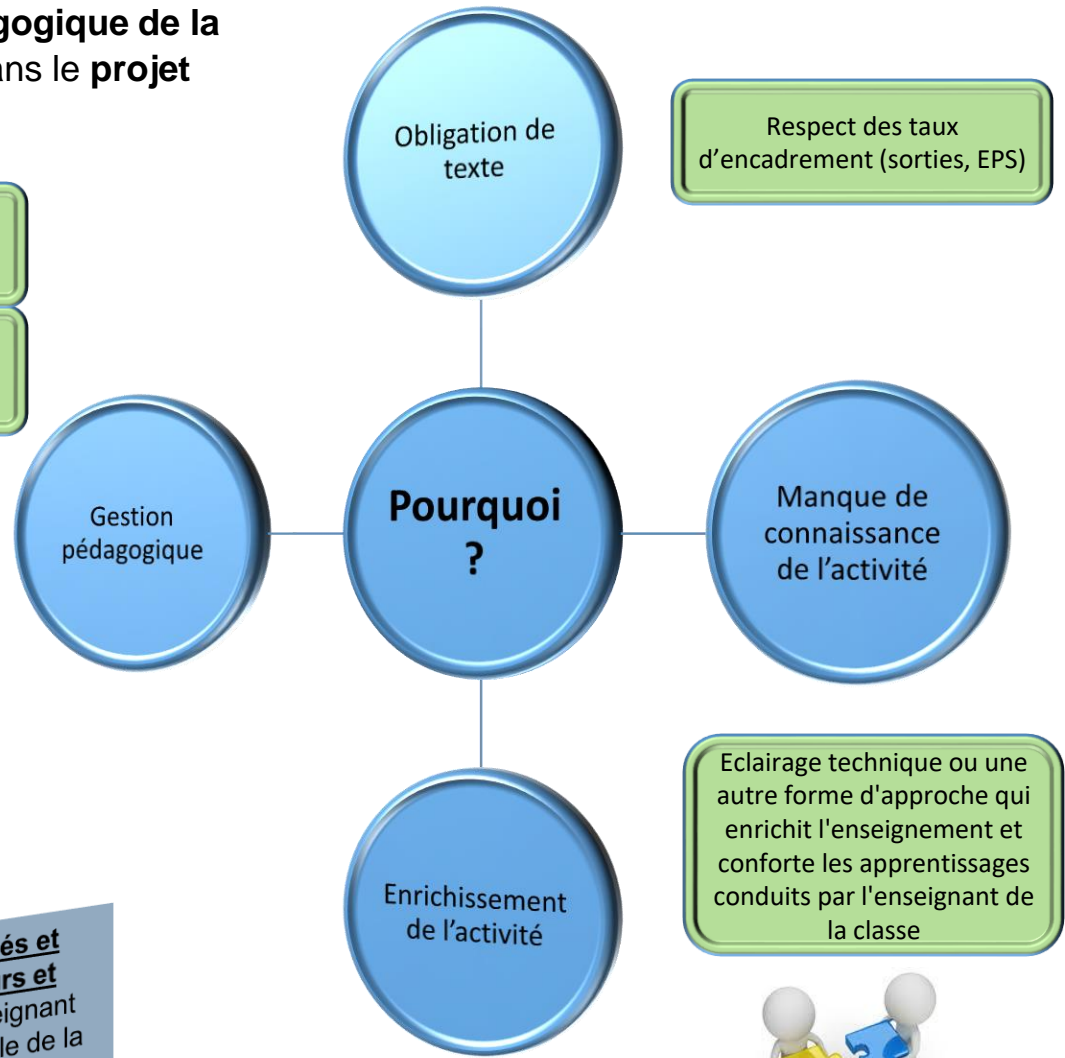 gogique de la
ans le projet
Obligation de
texte
Respect des taux
d’encadrement (sorties, EPS)
Gestion
pédagogique
Pourquoi
?
Manque de
connaissance
de l’activité
Enrichissement
de l’activité
Eclairage technique ou une
autre forme d'approche qui
enrichit l'enseignement et
conforte les apprentissages
conduits par l'enseignant de
la classe
és et
rs et
eignant
le de la